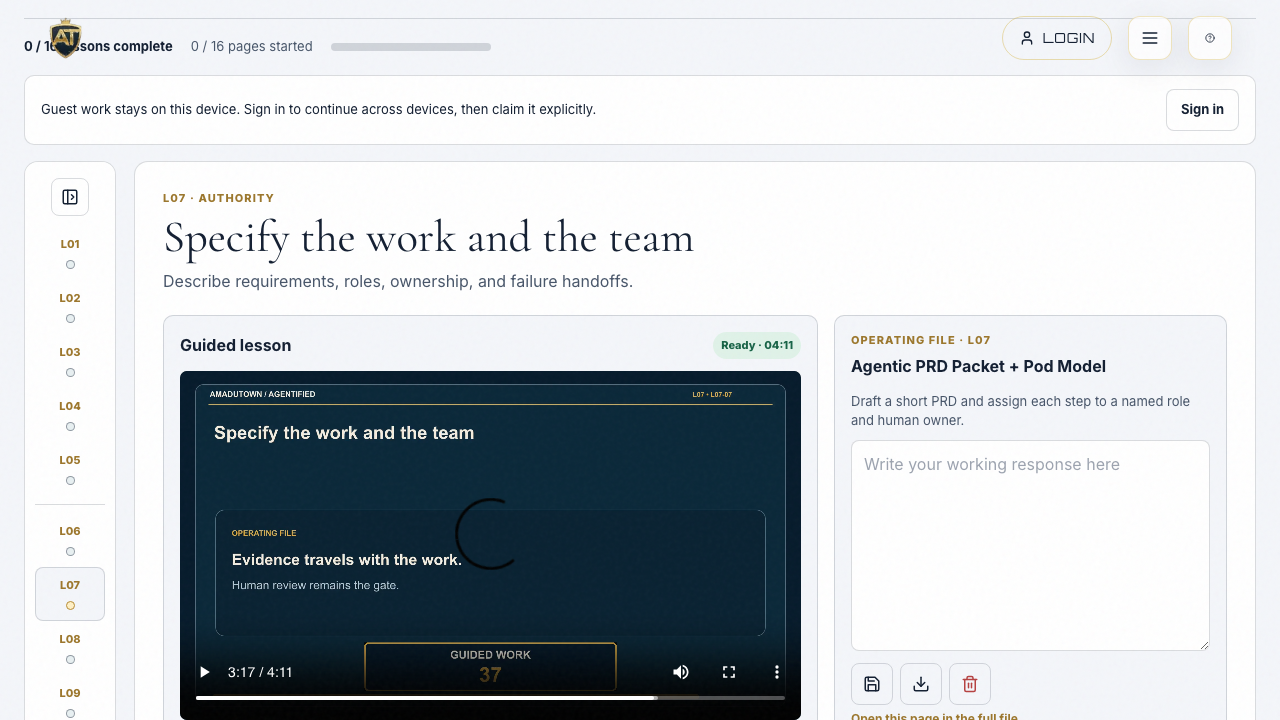 AT
0 / 16 lessons complete
0 / 16 pages started
LOGIN
Guest work stays on this device. Sign in to continue across devices, then claim it explicitly.
Sign in
L01
L02
L03
L04
L05
L06
L07
L08
L09
L07 · AUTHORITY
Specify the work and the team
Describe requirements, roles, ownership, and failure handoffs.
Guided lesson
Ready · 04:11
AMADUTOWN / AGENTIFIED
L07 • L07-07
Specify the work and the team
OPERATING FILE
Evidence travels with the work.
Human review remains the gate.
GUIDED WORK
37
3:17 / 4:11
OPERATING FILE · L07
Agentic PRD Packet + Pod Model
Draft a short PRD and assign each step to a named role
and human owner.
Write your working response here
Open this page in the full file